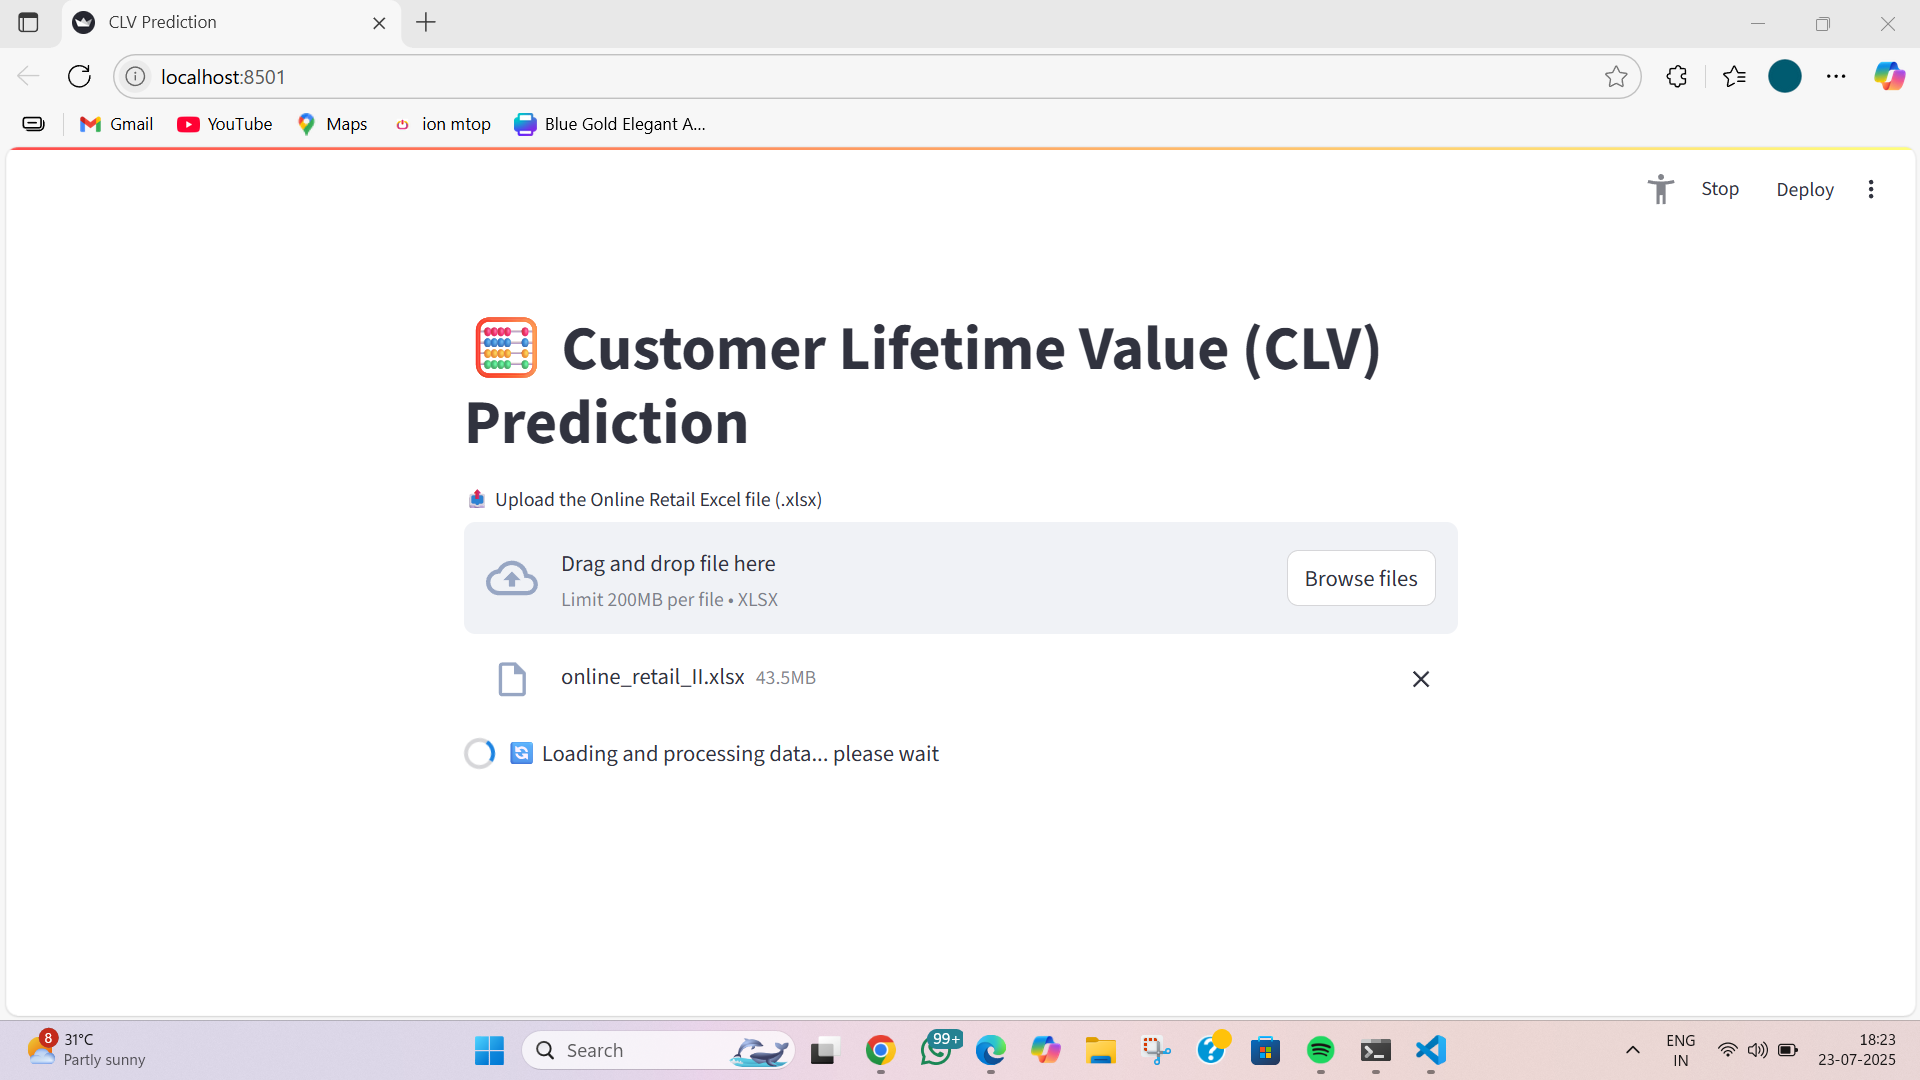 CLV Prediction
localhost:8501
Gmail
YouTube
Maps
ion mtop
Blue Gold Elegant A...
Stop
Deploy
Customer Lifetime Value (CLV)
Prediction
Upload the Online Retail Excel file (.xlsx)
Drag and drop file here
Limit 200MB per file • XLSX
Browse files
online_retail_II.xlsx 43.5MB
Loading and processing data... please wait
8
31°C
Partly sunny
Search
99+
ENG
IN
18:23
23-07-2025